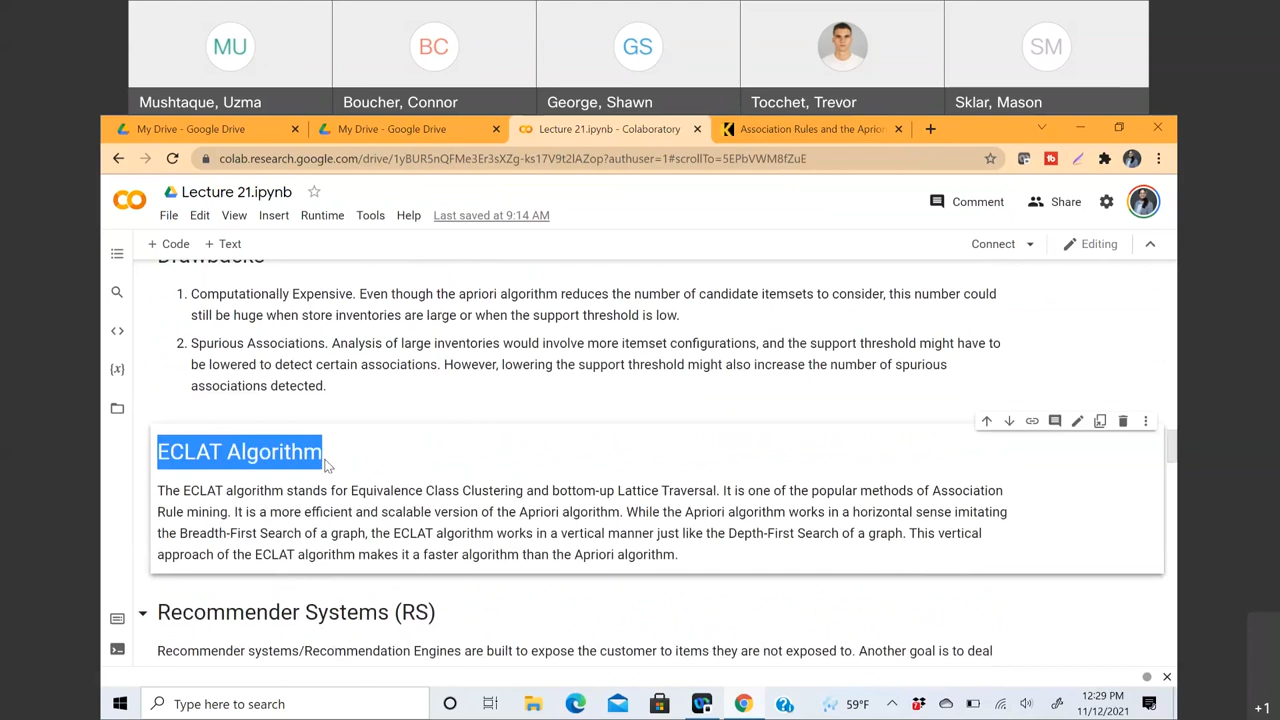 MU
BC
GS
SM
Mushtaque, Uzma
Boucher, Connor
George, Shawn
Tocchet, Trevor
Sklar, Mason
My Drive - Google Drive
My Drive - Google Drive
Lecture 21.ipynb - Colaboratory
Association Rules and the Aprior
colab.research.google.com/drive/1yBUR5nQFMe3Er3sXZg-ks17V9t2lAZop?authuser=1#scrollTo=5EPbVWM8fZuE
Lecture 21.ipynb
Comment
Share
File Edit View Insert Runtime Tools Help Last saved at 9:14 AM
+ Code + Text
Connect
Editing
Drawbacks
1. Computationally Expensive. Even though the apriori algorithm reduces the number of candidate itemsets to consider, this number could
still be huge when store inventories are large or when the support threshold is low.
2. Spurious Associations. Analysis of large inventories would involve more itemset configurations, and the support threshold might have to
be lowered to detect certain associations. However, lowering the support threshold might also increase the number of spurious
associations detected.
ECLAT Algorithm
The ECLAT algorithm stands for Equivalence Class Clustering and bottom-up Lattice Traversal. It is one of the popular methods of Association
Rule mining. It is a more efficient and scalable version of the Apriori algorithm. While the Apriori algorithm works in a horizontal sense imitating
the Breadth-First Search of a graph, the ECLAT algorithm works in a vertical manner just like the Depth-First Search of a graph. This vertical
approach of the ECLAT algorithm makes it a faster algorithm than the Apriori algorithm.
Recommender Systems (RS)
Recommender systems/Recommendation Engines are built to expose the customer to items they are not exposed to. Another goal is to deal
Type here to search
59°F
12:29 PM
11/12/2021
+1